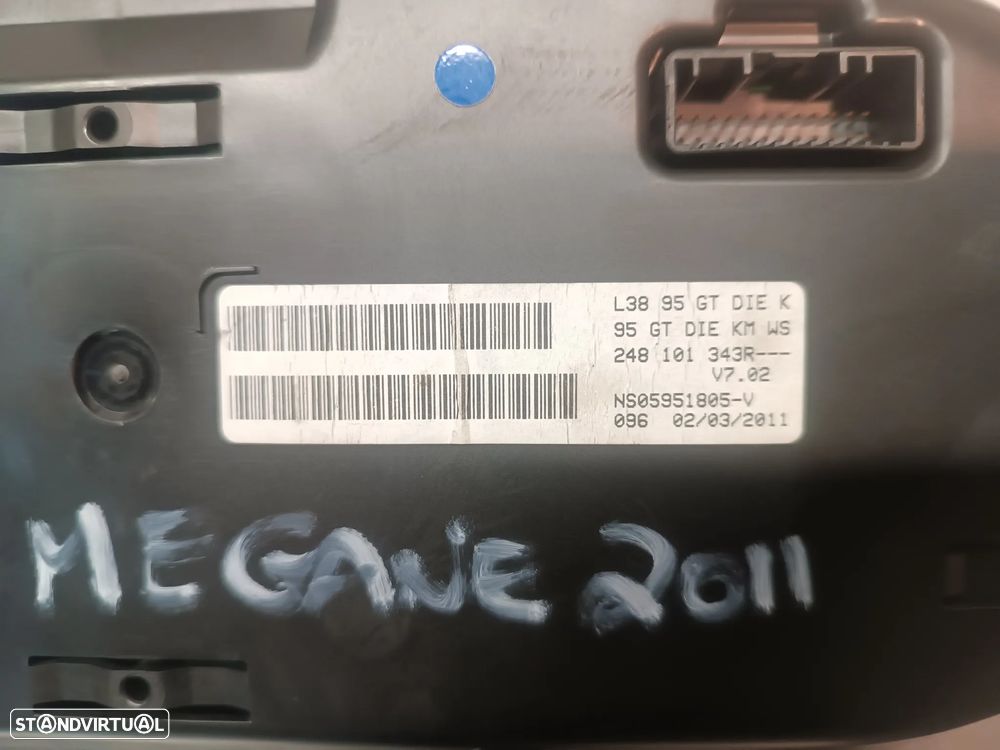 L38 95 GT DIE K
95 GT DIE KM WS
248 101 343R---
V7.02
NS05951805-V
096 02/03/2011
MEGANE 2011
STANDVIRTUAL